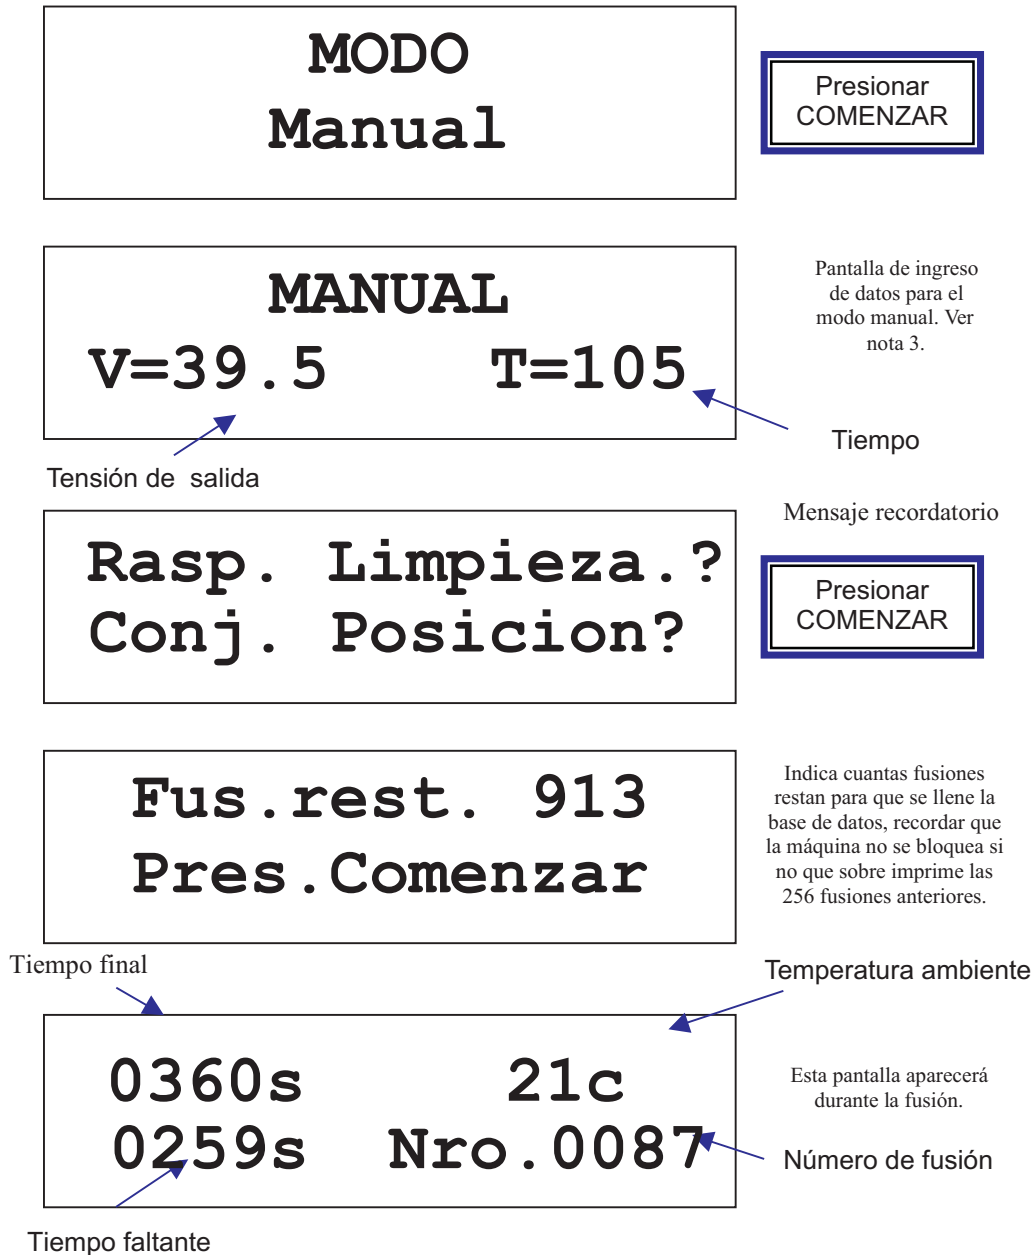 MODO
Manual
Presionar
COMENZAR
MANUAL
V=39.5 T=105
Pantalla de ingreso
de datos para el
modo manual. Ver
nota 3.
Tiempo
Tensión de salida
Mensaje recordatorio
Rasp. Limpieza.?
Conj. Posicion?
Presionar
COMENZAR
Fus.rest. 913
Pres.Comenzar
Indica cuantas fusiones
restan para que se llene la
base de datos, recordar que
la máquina no se bloquea si
no que sobre imprime las
256 fusiones anteriores.
Tiempo final
Temperatura ambiente
0360s 21c
0259s Nro.0087
Esta pantalla aparecerá
durante la fusión.
Número de fusión
Tiempo faltante